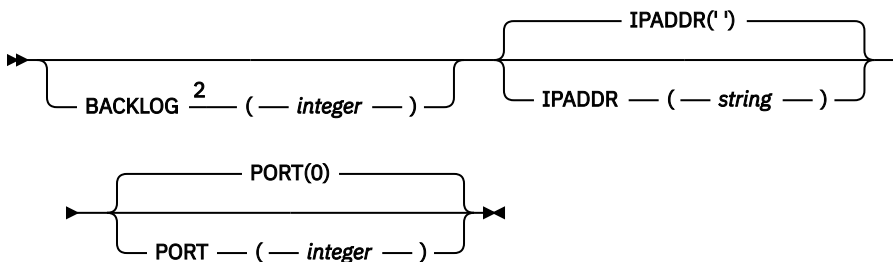 IPADDR(' ')
BACKLOG 2 ( integer )
IPADDR ( string )
PORT(0)
PORT ( integer )